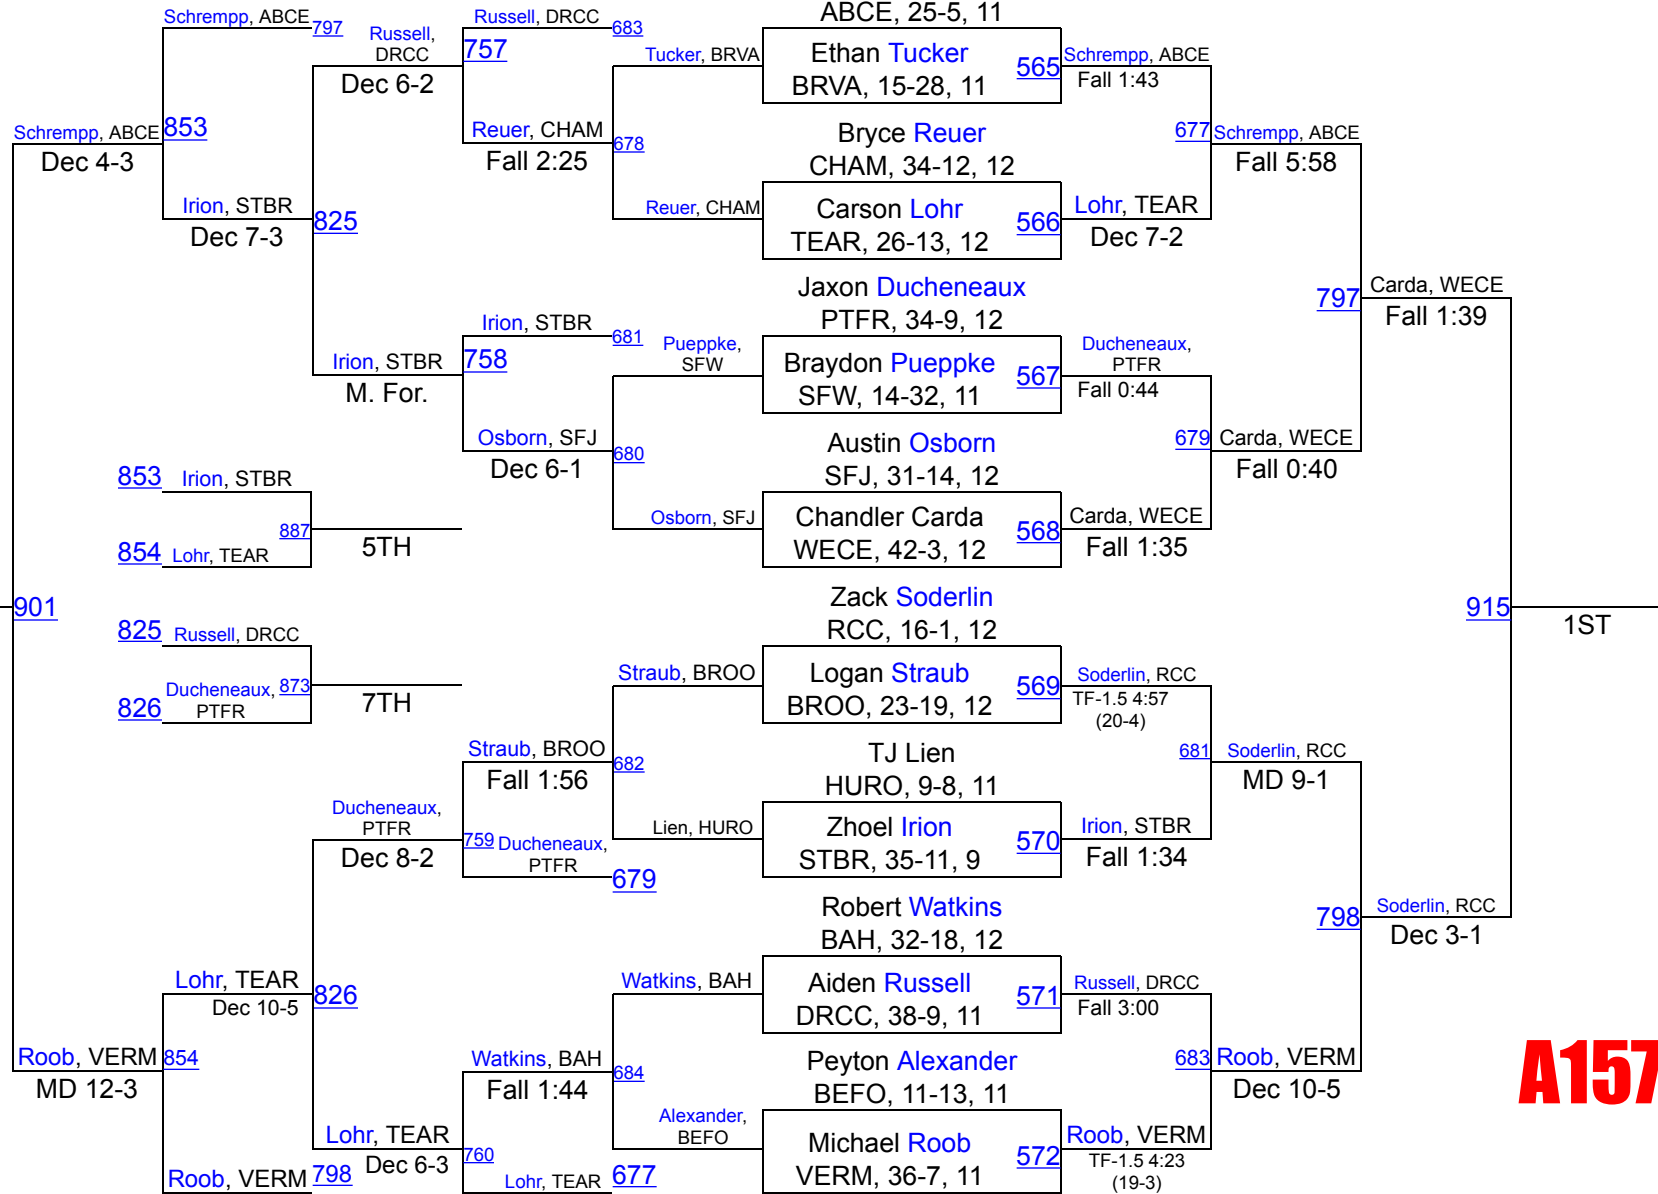 Schrempp, ABCE
797
Russell,
DRCC
Dec 6-2
Russell, DRCC
683
757
Tucker, BRVA
ABCE, 25-5, 11
Ethan Tucker
BRVA, 15-28, 11
565
Schrempp, ABCE
Fall 1:43
Schrempp, ABCE
Dec 4-3
853
Reuer, CHAM
Fall 2:25
678
Bryce Reuer
CHAM, 34-12, 12
677
Schrempp, ABCE
Fall 5:58
Irion, STBR
Dec 7-3
825
Reuer, CHAM
Carson Lohr
TEAR, 26-13, 12
566
Lohr, TEAR
Dec 7-2
Jaxon Ducheneaux
PTFR, 34-9, 12
797
Carda, WECE
Fall 1:39
Irion, STBR
681
Irion, STBR
M. For.
758
Pueppke,
SFW
Braydon Pueppke
SFW, 14-32, 11
567
Ducheneaux,
PTFR
Fall 0:44
Osborn, SFJ
Dec 6-1
680
Austin Osborn
SFJ, 31-14, 12
679
Carda, WECE
Fall 0:40
853
Irion, STBR
887
5TH
854
Lohr, TEAR
Osborn, SFJ
Chandler Carda
WECE, 42-3, 12
568
Carda, WECE
Fall 1:35
901
Zack Soderlin
RCC, 16-1, 12
915
1ST
825
Russell, DRCC
Ducheneaux,
PTFR
873
7TH
826
Straub, BROO
Logan Straub
BROO, 23-19, 12
569
Soderlin, RCC
TF-1.5 4:57
(20-4)
Straub, BROO
Fall 1:56
682
TJ Lien
HURO, 9-8, 11
681
Soderlin, RCC
MD 9-1
Ducheneaux,
PTFR
Dec 8-2
759
Ducheneaux,
PTFR
679
Lien, HURO
Zhoel Irion
STBR, 35-11, 9
570
Irion, STBR
Fall 1:34
Robert Watkins
BAH, 32-18, 12
798
Soderlin, RCC
Dec 3-1
Lohr, TEAR
Dec 10-5
826
Watkins, BAH
Aiden Russell
DRCC, 38-9, 11
571
Russell, DRCC
Fall 3:00
Roob, VERM
MD 12-3
854
Watkins, BAH
Fall 1:44
684
Peyton Alexander
BEFO, 11-13, 11
683
Roob, VERM
Dec 10-5
A157
Lohr, TEAR
Dec 6-3
760
Alexander,
BEFO
Michael Roob
VERM, 36-7, 11
572
Roob, VERM
TF-1.5 4:23
(19-3)
Roob, VERM
798
Lohr, TEAR
677